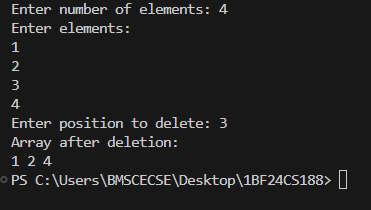 Enter number of elements: 4
Enter elements:
1
2
3
4
Enter position to delete: 3
Array after deletion:
1 2 4
PS C:\Users\BMSCECSE\Desktop\1BF24CS188>